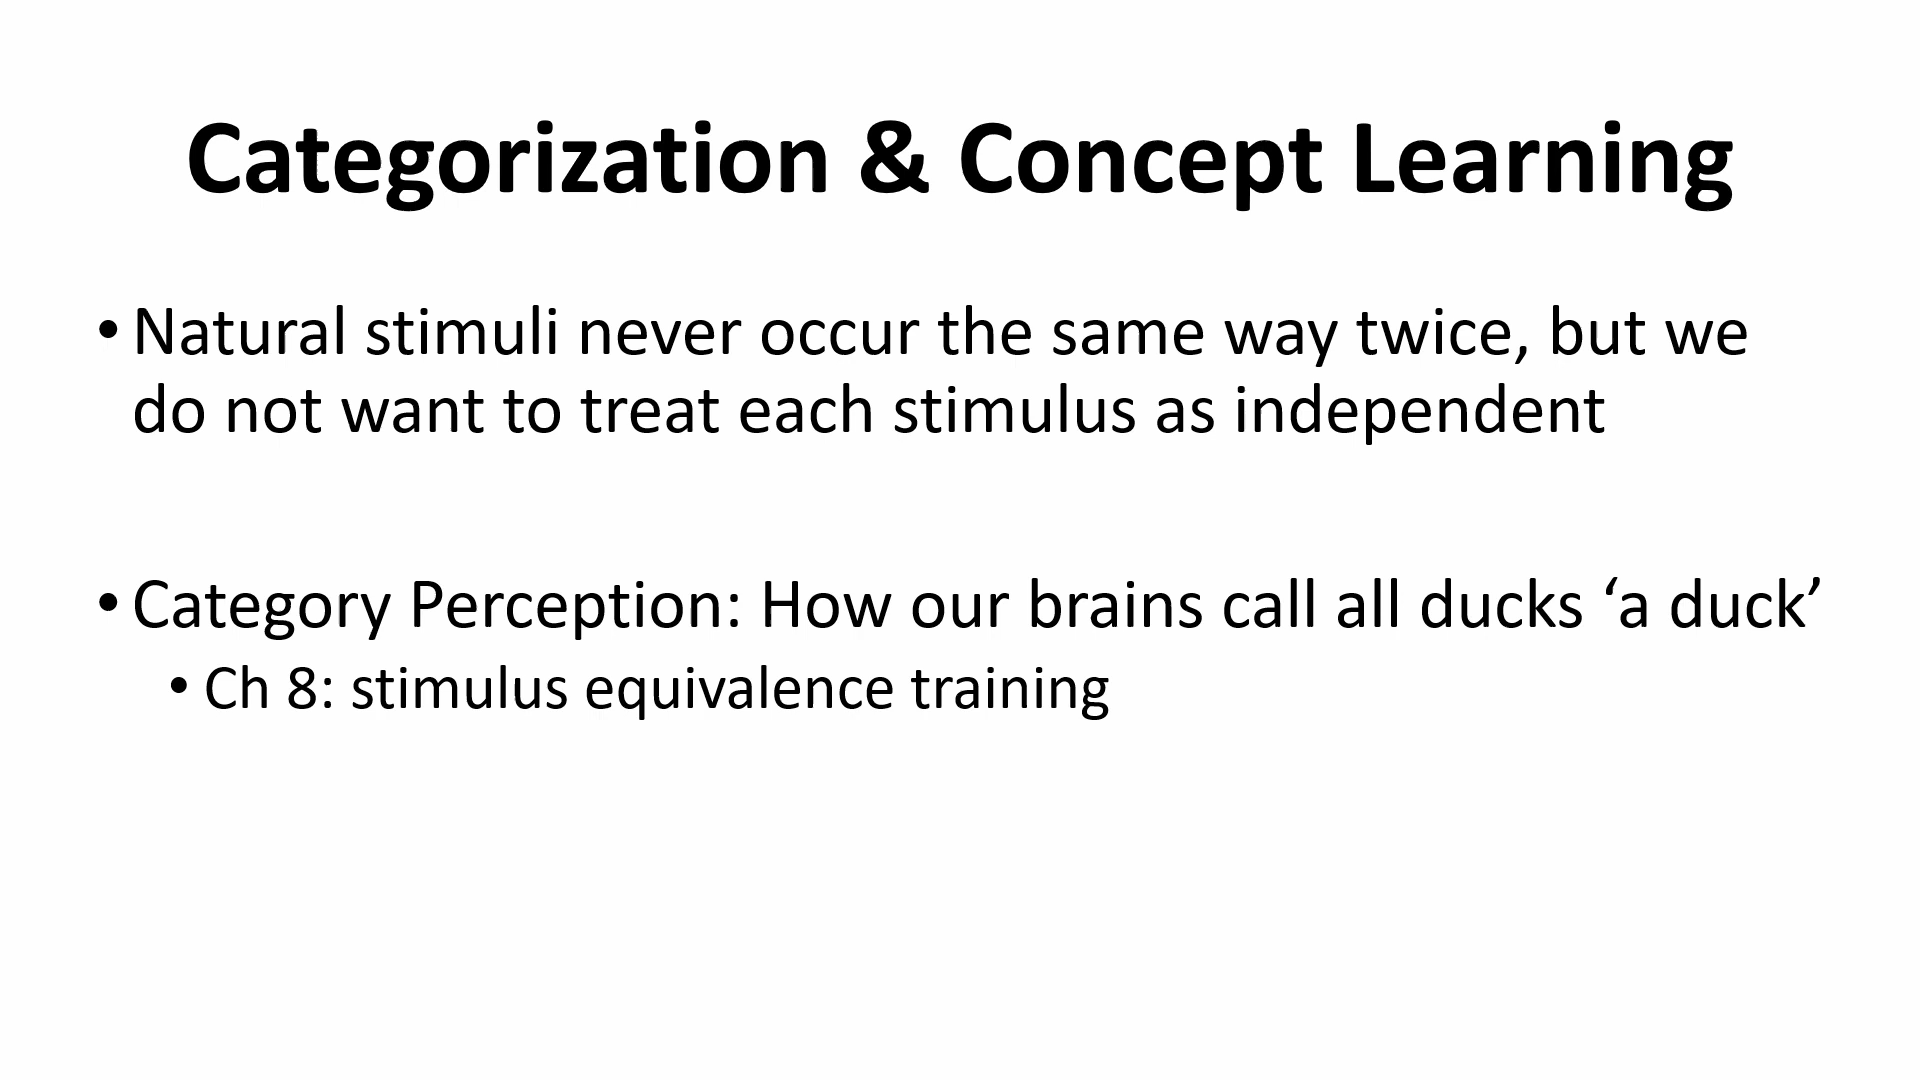 Categorization & Concept Learning
• Natural stimuli never occur the same way twice, but we
do not want to treat each stimulus as independent
• Category Perception: How our brains call all ducks ‘a duck’
• Ch 8: stimulus equivalence training